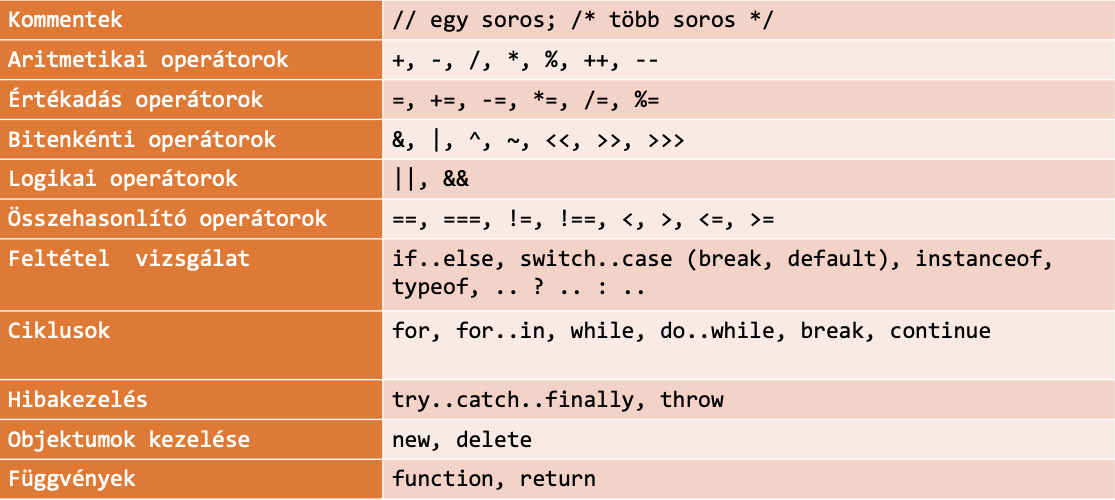 Kommentek // egy soros; /* több soros */
Aritmetikai operátorok +, -, /, *, %, ++, --
Értékadás operátorok =, +=, -=, *=, /=, %=
Bitenkénti operátorok &, |, ^, ~, <<, >>, >>>
Logikai operátorok ||, &&
Összehasonlító operátorok ==, ===, !=, !==, <, >, <=, >=
Feltétel  vizsgálat if..else, switch..case (break, default), instanceof,
typeof, .. ? .. : ..
Ciklusok for, for..in, while, do..while, break, continue
Hibakezelés try..catch..finally, throw
Objektumok kezelése new, delete
Függvények function, return